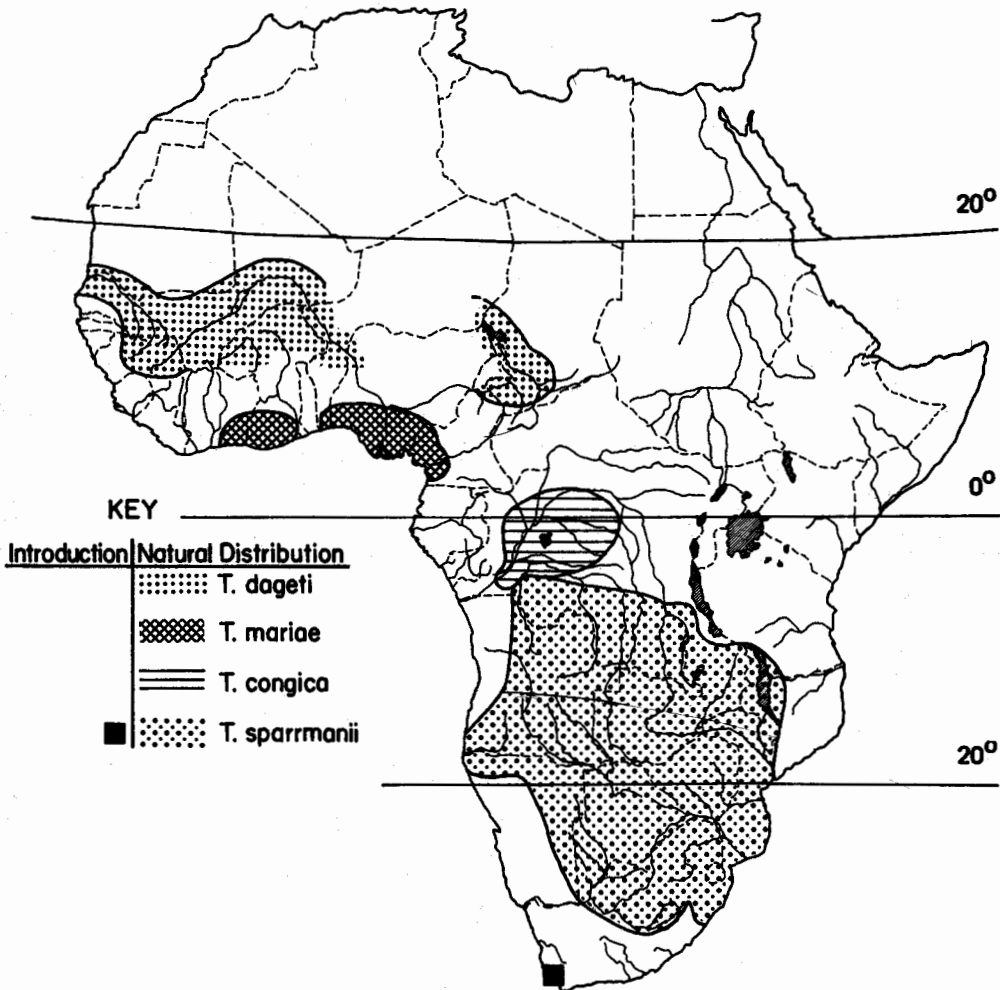 20°
0°
KEY
Introduction Natural Distribution
T. dageti
T. mariae
T. congica
T. sparrmanii
20°